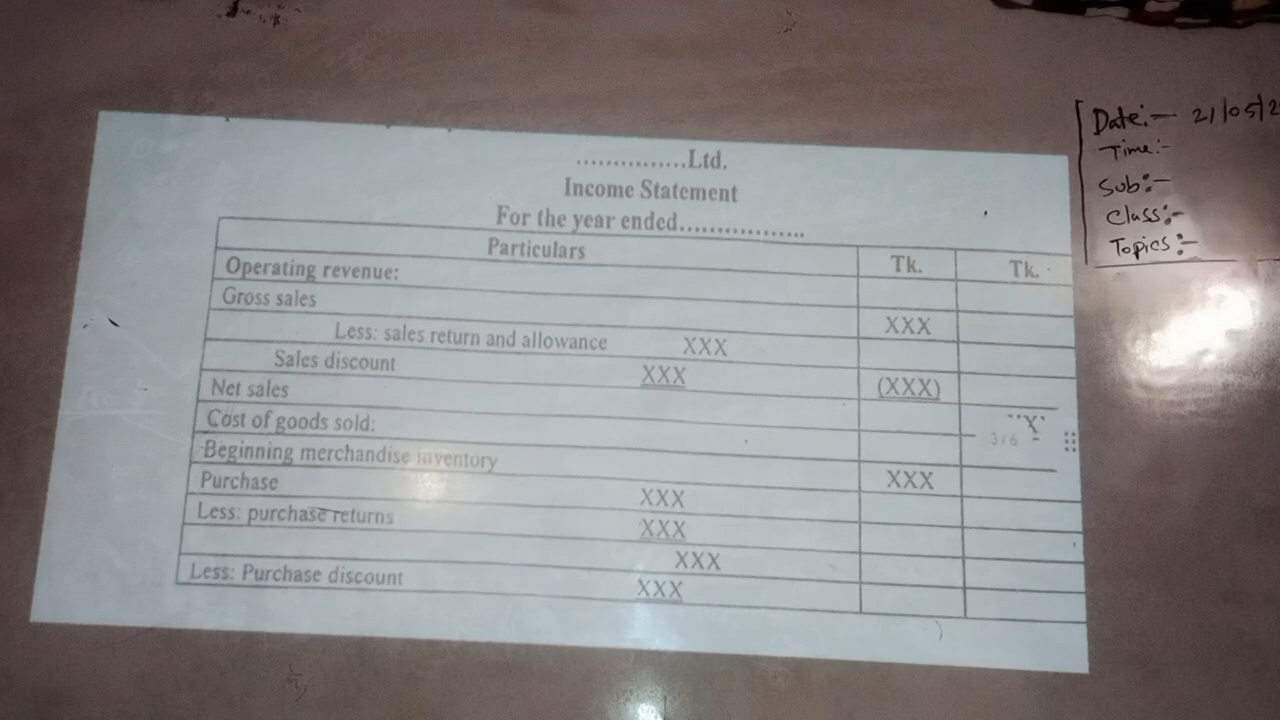 ...............Ltd.
Income Statement
For the year ended.................
Particulars Tk. Tk.
Operating revenue:
Gross sales XXX
Less: sales return and allowance XXX
Sales discount XXX (XXX)
Net sales
3/6
Cost of goods sold:
Beginning merchandise inventory XXX
Purchase XXX
Less: purchase returns XXX
XXX
Less: Purchase discount XXX
Date:- 21/05/2
Time:-
Sub:-
Class:-
Topics:-